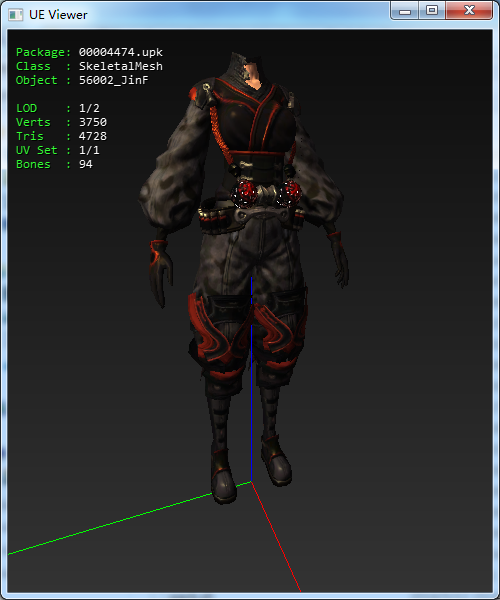 UE Viewer
Package: 00004474.upk
Class  : SkeletalMesh
Object : 56002_JinF
LOD    : 1/2
Verts  : 3750
Tris   : 4728
UV Set : 1/1
Bones  : 94